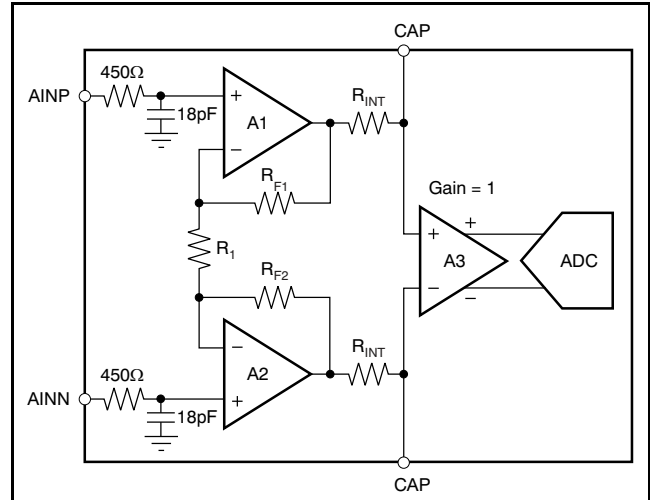 CAP
450Ω
AINP
18pF
+
A1
−
R_INT
R_F1
Gain = 1
R_1
+
−
A3
+
−
ADC
R_F2
−
A2
+
R_INT
450Ω
AINN
18pF
CAP